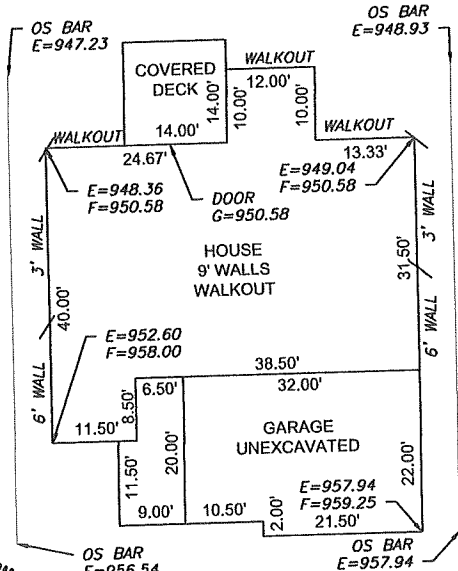 OS BAR
E=947.23
OS BAR
E=948.93
COVERED
DECK
WALKOUT
12.00'
14.00'
10.00'
10.00'
WALKOUT
14.00'
WALKOUT
24.67'
13.33'
E=948.36
F=950.58
DOOR
G=950.58
E=949.04
F=950.58
3' WALL
HOUSE
9' WALLS
WALKOUT
3' WALL
31.50'
40.00'
E=952.60
F=958.00
6' WALL
6' WALL
38.50'
6.50'
32.00'
11.50'
8.50'
GARAGE
UNEXCAVATED
11.50'
20.00'
22.00'
E=957.94
F=959.25
9.00'
10.50'
2.00'
21.50'
OS BAR
E=956.54
OS BAR
E=957.94